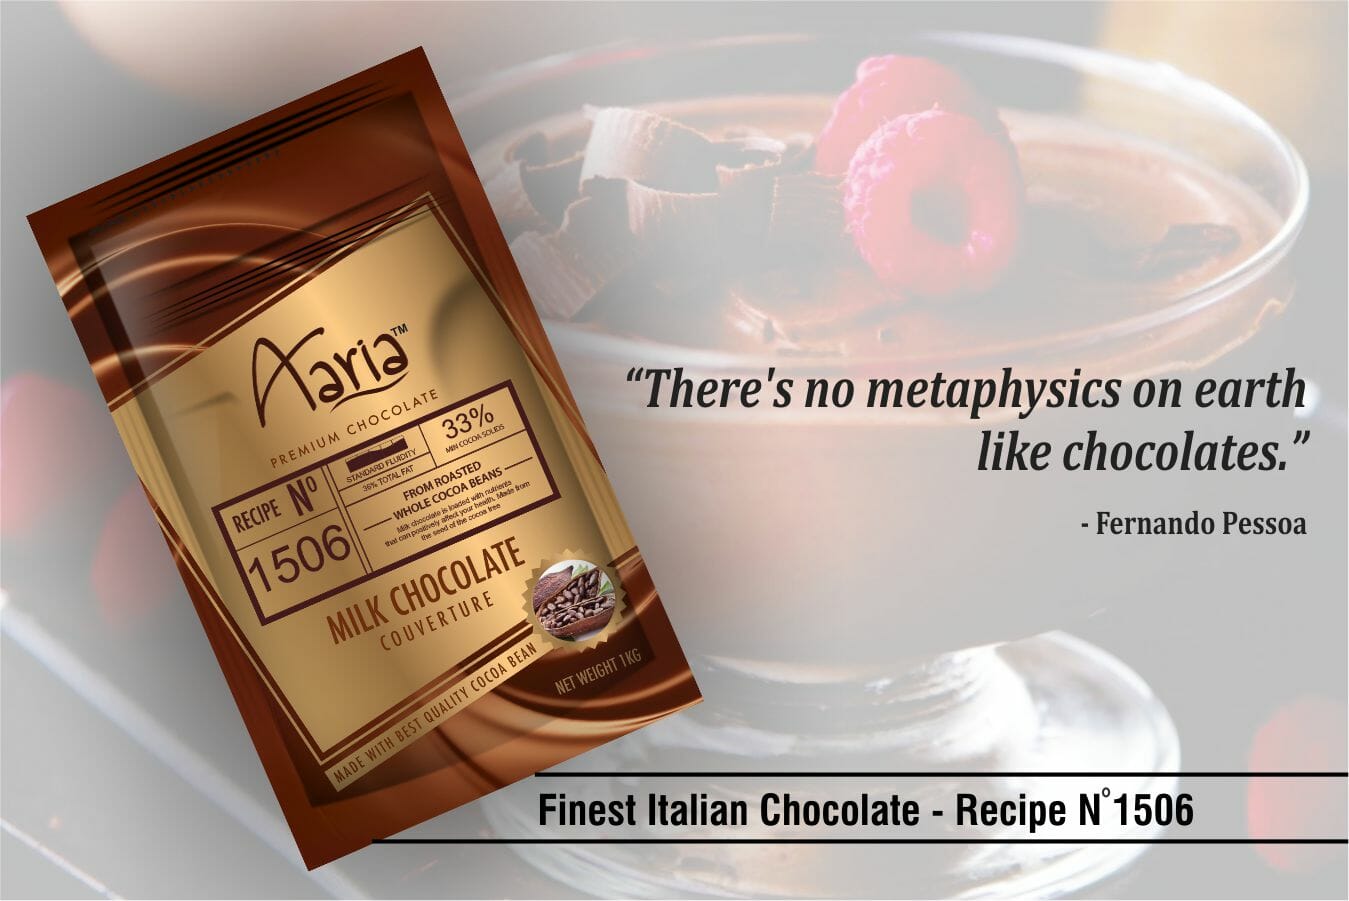 Aaria™
PREMIUM CHOCOLATE
RECIPE Nº
1506
STANDARD FLUIDITY
36% TOTAL FAT
33%
MIN COCOA SOLIDS
FROM ROASTED
WHOLE COCOA BEANS
Milk chocolate is loaded with nutrients
that can positively affect your health. Made from
the seed of the cocoa tree
MILK CHOCOLATE
COUVERTURE
MADE WITH BEST QUALITY COCOA BEAN
NET WEIGHT 1KG
“There's no metaphysics on earth
like chocolates.”
- Fernando Pessoa
Finest Italian Chocolate - Recipe N°1506